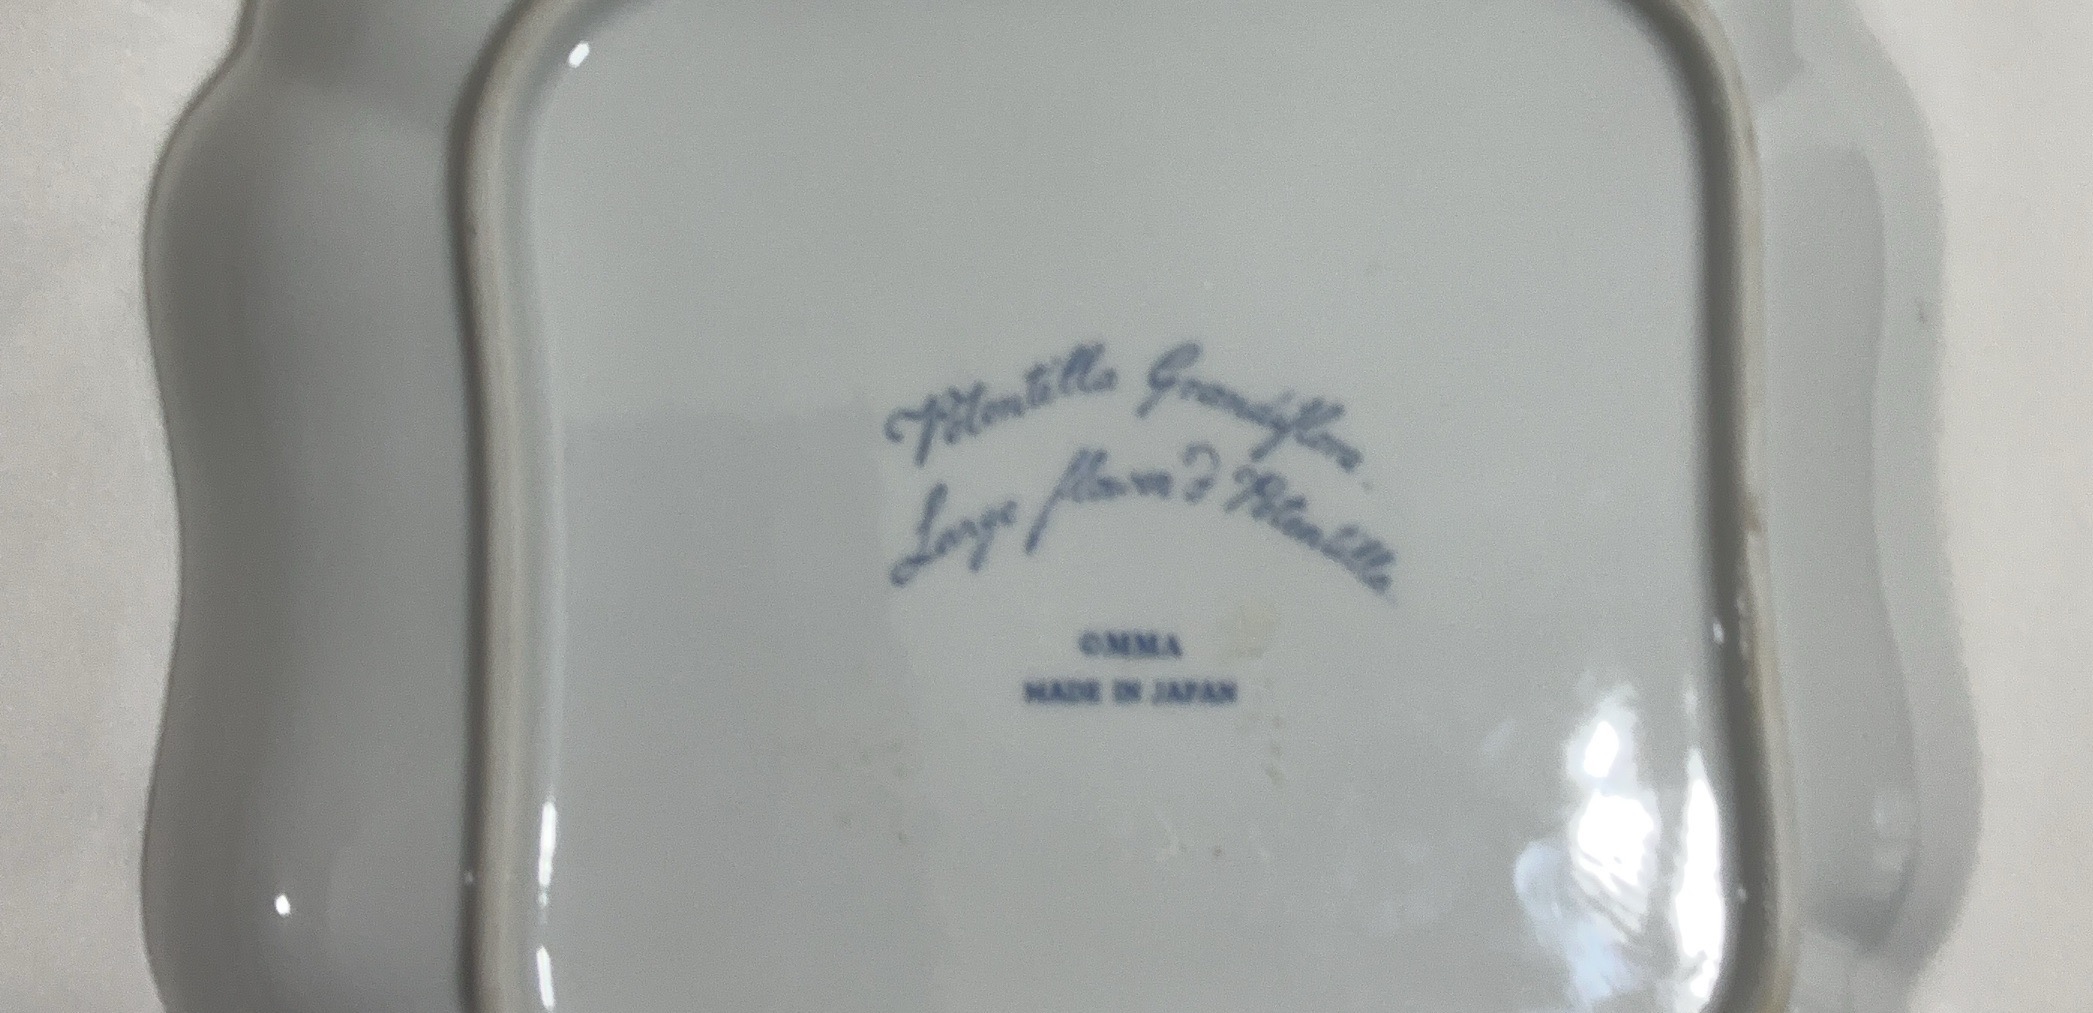 Potentilla Grandiflora.
Large flower'd Potentilla
©MMA
MADE IN JAPAN